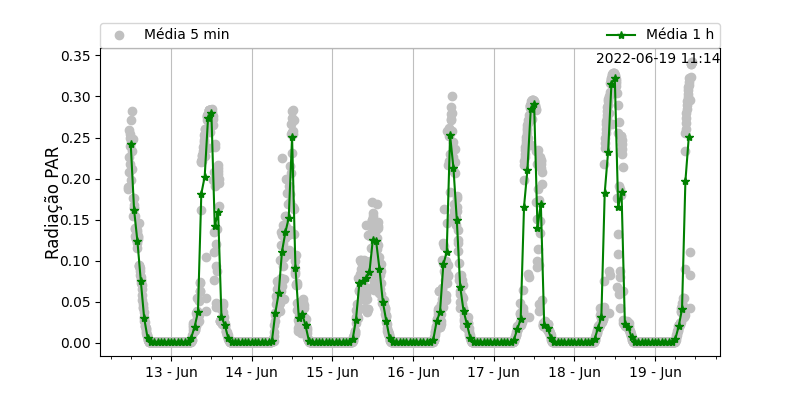 Média 5 min
Média 1 h
2022-06-19 11:14
Radiação PAR
0.35
0.30
0.25
0.20
0.15
0.10
0.05
0.00
13 - Jun
14 - Jun
15 - Jun
16 - Jun
17 - Jun
18 - Jun
19 - Jun